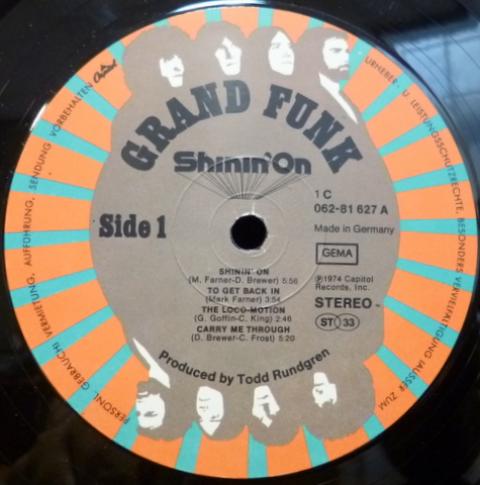 Capitol
URHEBER- U. LEISTUNGSSCHUTZRECHTE, BESONDERS VERVIELFÄLTIGUNG (AUSSER ZUM
PERSÖNL. GEBRAUCH) VERMIETUNG, AUFFÜHRUNG, SENDUNG VORBEHALTEN
GRAND FUNK
Shinin' On
Side 1
1 C
062-81 627 A
Made in Germany
GEMA
Ⓟ1974 Capitol
Records, Inc.
STEREO
ST 33
SHININ' ON
(M. Farner-D. Brewer) 5:56
TO GET BACK IN
(Mark Farner) 3:54
THE LOCO-MOTION
(G. Goffin-C. King) 2:46
CARRY ME THROUGH
(D. Brewer-C. Frost) 5:20
Produced by Todd Rundgren